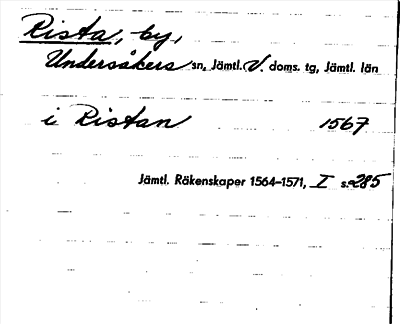 Rista, by,
Undersåkers sn, Jämtl. V. doms. tg, Jämtl. län
i Ristan 1567
Jämtl. Räkenskaper 1564–1571, I s. 285